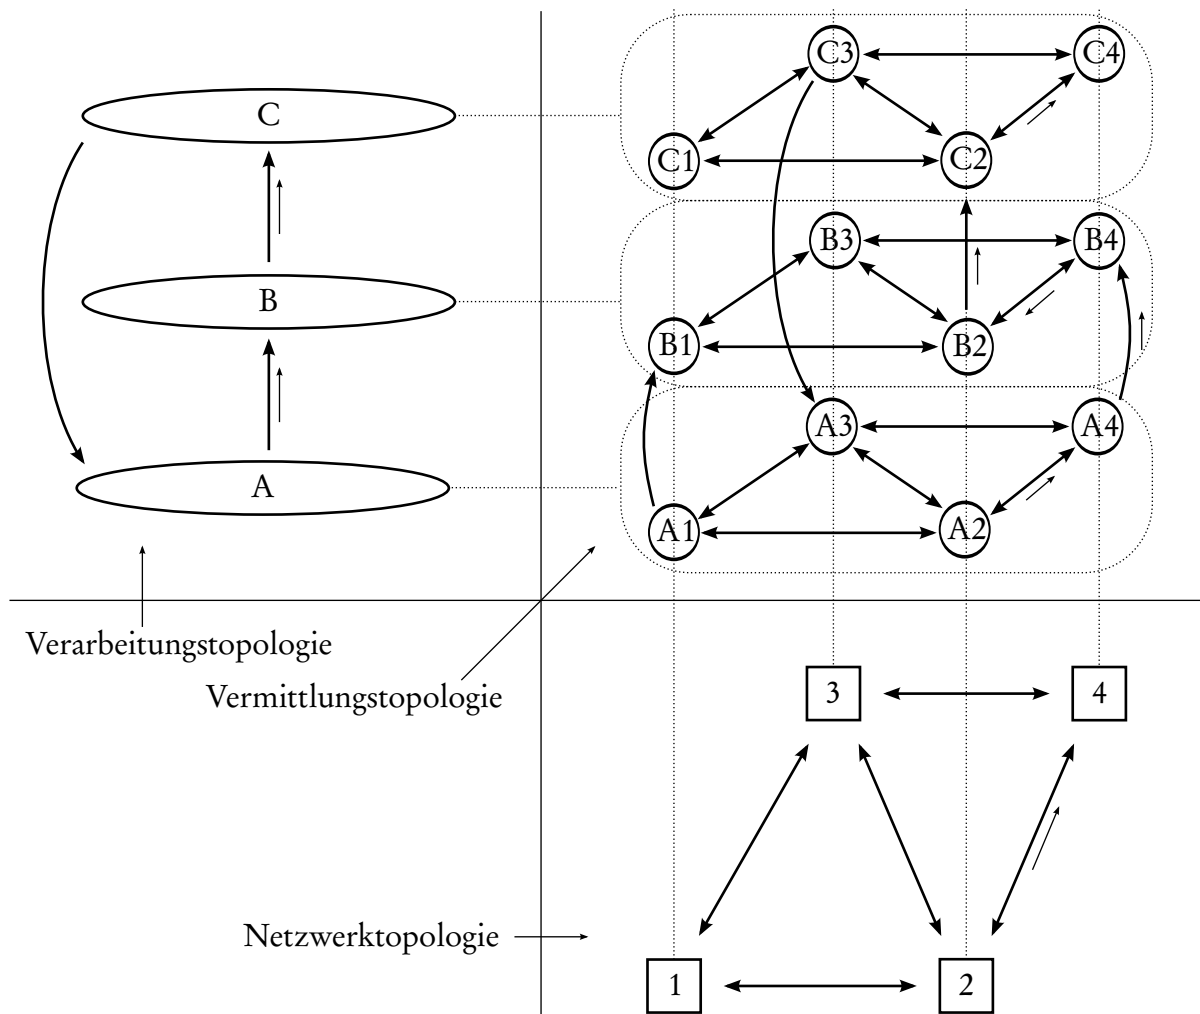 C
B
A
C3
C4
C1
C2
B3
B4
B1
B2
A3
A4
A1
A2
Verarbeitungstopologie
Vermittlungstopologie
3
4
Netzwerktopologie
1
2